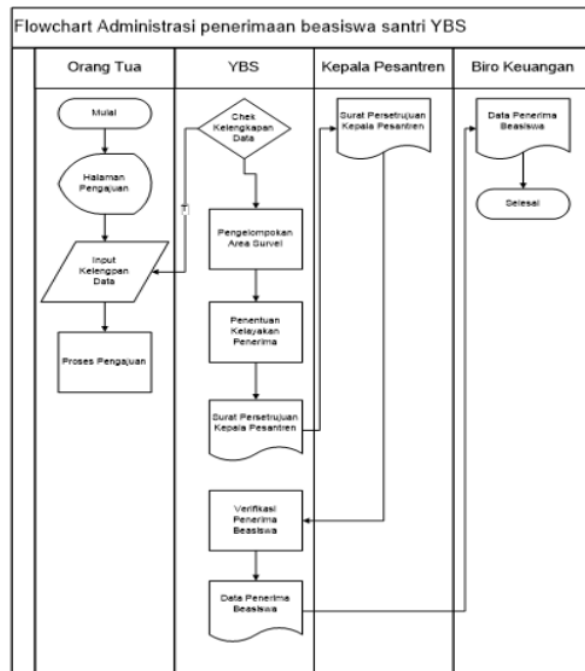 Flowchart Administrasi penerimaan beasiswa santri YBS
Orang Tua
YBS
Kepala Pesantren
Biro Keuangan
Mulai
Halaman
Pengajuan
Input
Kelengpan
Data
Proses Pengajuan
Chek
Kelengkapan
Data
Pengelompokan
Area Survei
Penentuan
Kelayakan
Penerima
Surat Persetrujuan
Kepala Pesantren
Verifikasi
Penerima
Beasiswa
Data Penerima
Beasiswa
Surat Persetrujuan
Kepala Pesantren
Data Penerima
Beasiswa
Selesai